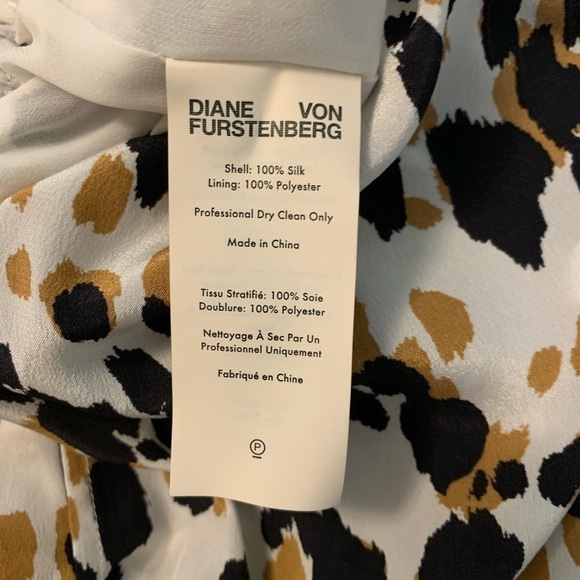 DIANE VON
FURSTENBERG
Shell: 100% Silk
Lining: 100% Polyester
Professional Dry Clean Only
Made in China
Tissu Stratifié: 100% Soie
Doublure: 100% Polyester
Nettoyage À Sec Par Un
Professionel Uniquement
Fabriqué en Chine
P